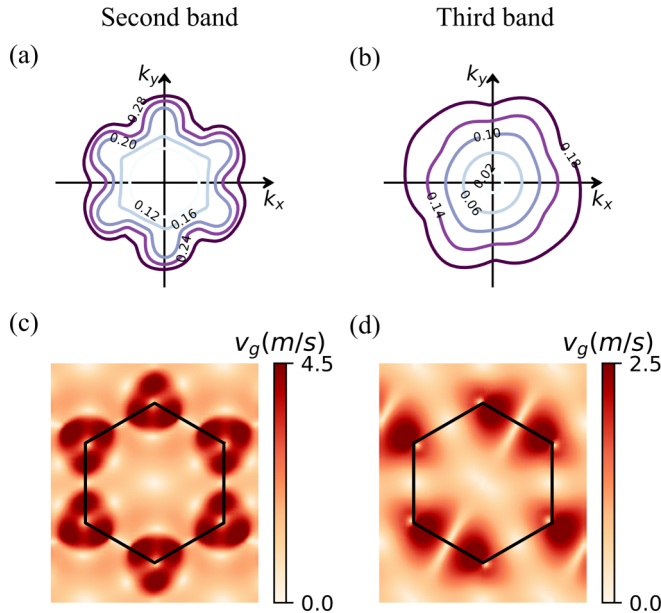 Second band
Third band
(a)
(b)
k_y
k_y
0.28
0.20
0.12
0.16
0.24
k_x
0.10
0.18
0.02
0.06
0.14
k_x
(c)
(d)
v_g(m/s)
4.5
0.0
v_g(m/s)
2.5
0.0